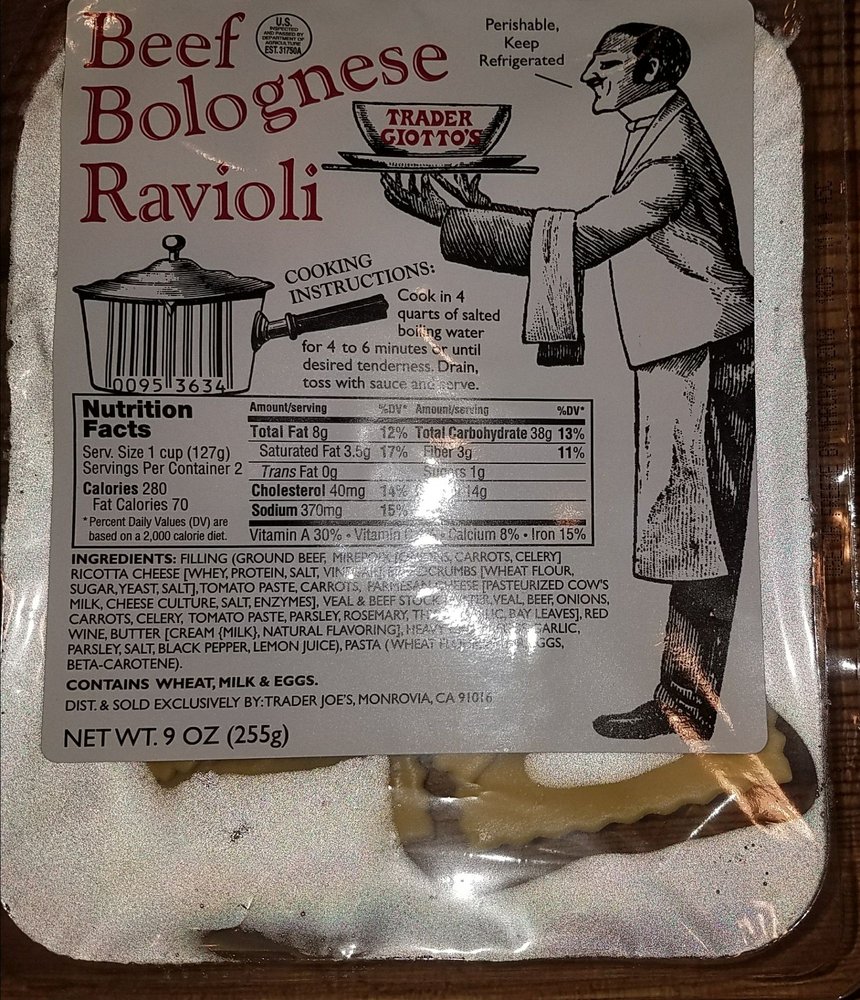 Beef
U.S.
INSPECTED
AND PASSED BY
DEPARTMENT OF
AGRICULTURE
EST. 31750A
Bolognese
Ravioli
Perishable,
Keep
Refrigerated
TRADER
GIOTTO'S
COOKING
INSTRUCTIONS:
Cook in 4
quarts of salted
boiling water
for 4 to 6 minutes or until
desired tenderness. Drain,
toss with sauce and serve.
0095 3634
Nutrition
Facts
Serv. Size 1 cup (127g)
Servings Per Container 2
Calories 280
Fat Calories 70
*Percent Daily Values (DV) are
based on a 2,000 calorie diet.
Amount/serving %DV* Amount/serving %DV*
Total Fat 8g 12% Total Carbohydrate 38g 13%
Saturated Fat 3.5g 17% Fiber 3g 11%
Trans Fat 0g Sugars 1g
Cholesterol 40mg 14% 14g
Sodium 370mg 15%
Vitamin A 30% • Vitamin • Calcium 8% • Iron 15%
INGREDIENTS: FILLING (GROUND BEEF, CARROTS, CELERY]
RICOTTA CHEESE [WHEY, PROTEIN, SALT, [WHEAT FLOUR,
SUGAR, YEAST, SALT], TOMATO PASTE, CARROTS, PARMESAN CHEESE [PASTEURIZED COW'S
MILK, CHEESE CULTURE, SALT, ENZYMES], VEAL & BEEF STOCK VEAL, BEEF, ONIONS,
CARROTS, CELERY, TOMATO PASTE, PARSLEY, ROSEMARY, BAY LEAVES], RED
WINE, BUTTER [CREAM {MILK}, NATURAL FLAVORING], HEAVY GARLIC,
PARSLEY, SALT, BLACK PEPPER, LEMON JUICE), PASTA (WHEAT
BETA-CAROTENE).
CONTAINS WHEAT, MILK & EGGS.
DIST. & SOLD EXCLUSIVELY BY: TRADER JOE'S, MONROVIA, CA 91016
NET WT. 9 OZ (255g)